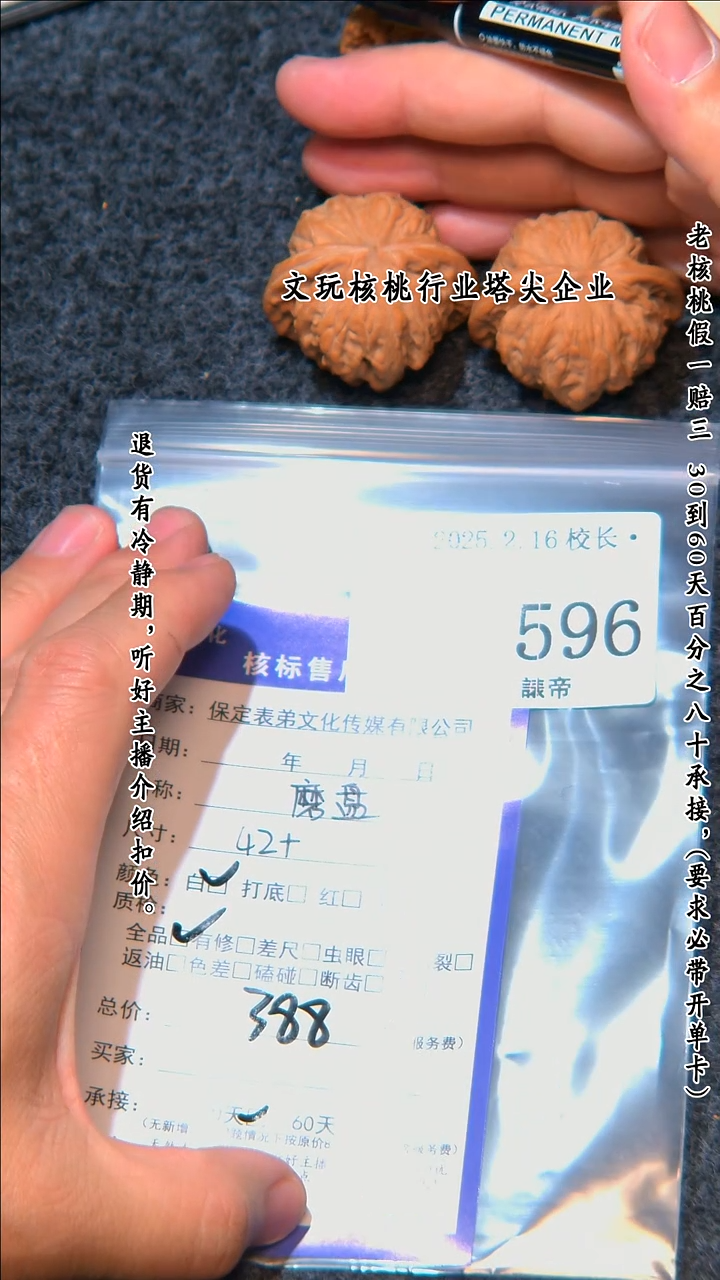 PERMANENT M
文玩核桃行业塔尖企业
老核桃假一赔三 30到60天百分之八十承接，（要求必带开单卡）
退货有冷静期，听好主播介绍扣价。
2025.2.16 校长·
596
核标售
商家：保定表弟文化传媒有限公司
期： 年 月 日
称： 磨盘
尺寸： 42+
颜色：白 打底□ 红□
质检：
全品 有修□差尺□虫眼□ 裂□
返油□色差□磕碰□断齿□
总价： 388 服务费）
买家：
承接： 天 60天
（无新增